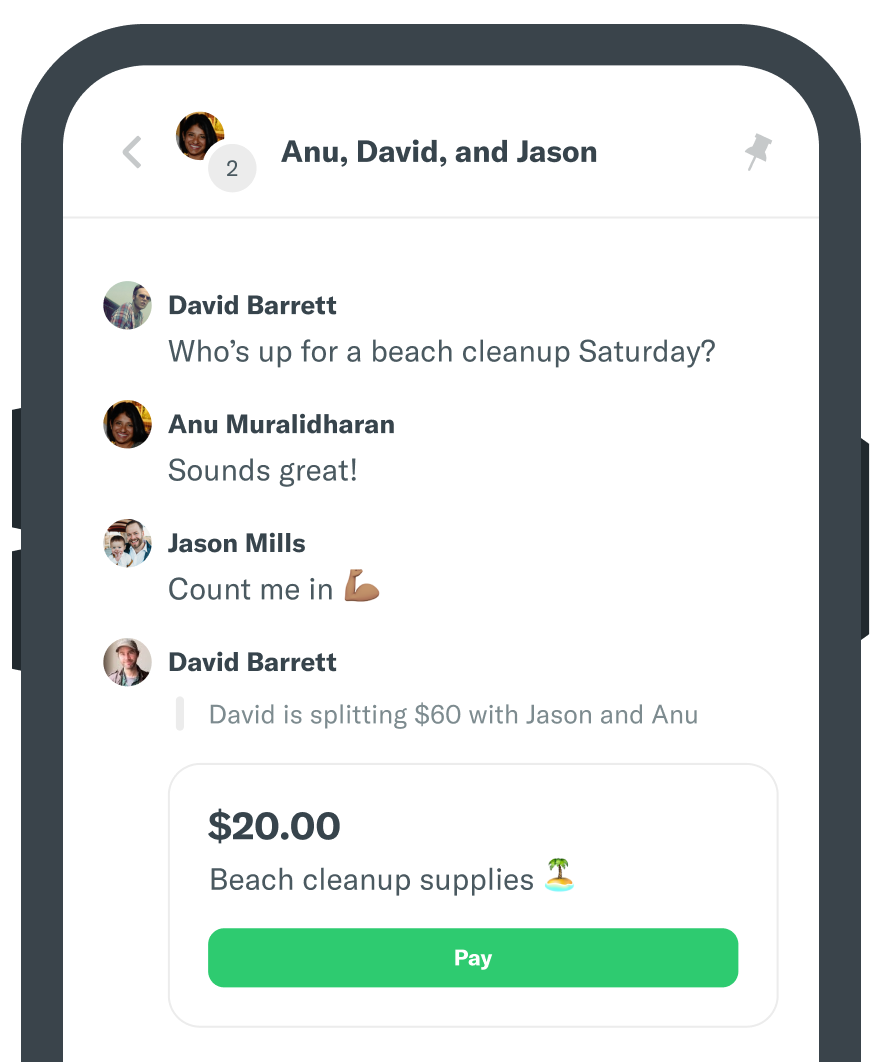 2
Anu, David, and Jason
David Barrett
Who’s up for a beach cleanup Saturday?
Anu Muralidharan
Sounds great!
Jason Mills
Count me in 💪🏽
David Barrett
David is splitting $60 with Jason and Anu
$20.00
Beach cleanup supplies 🏝️
Pay